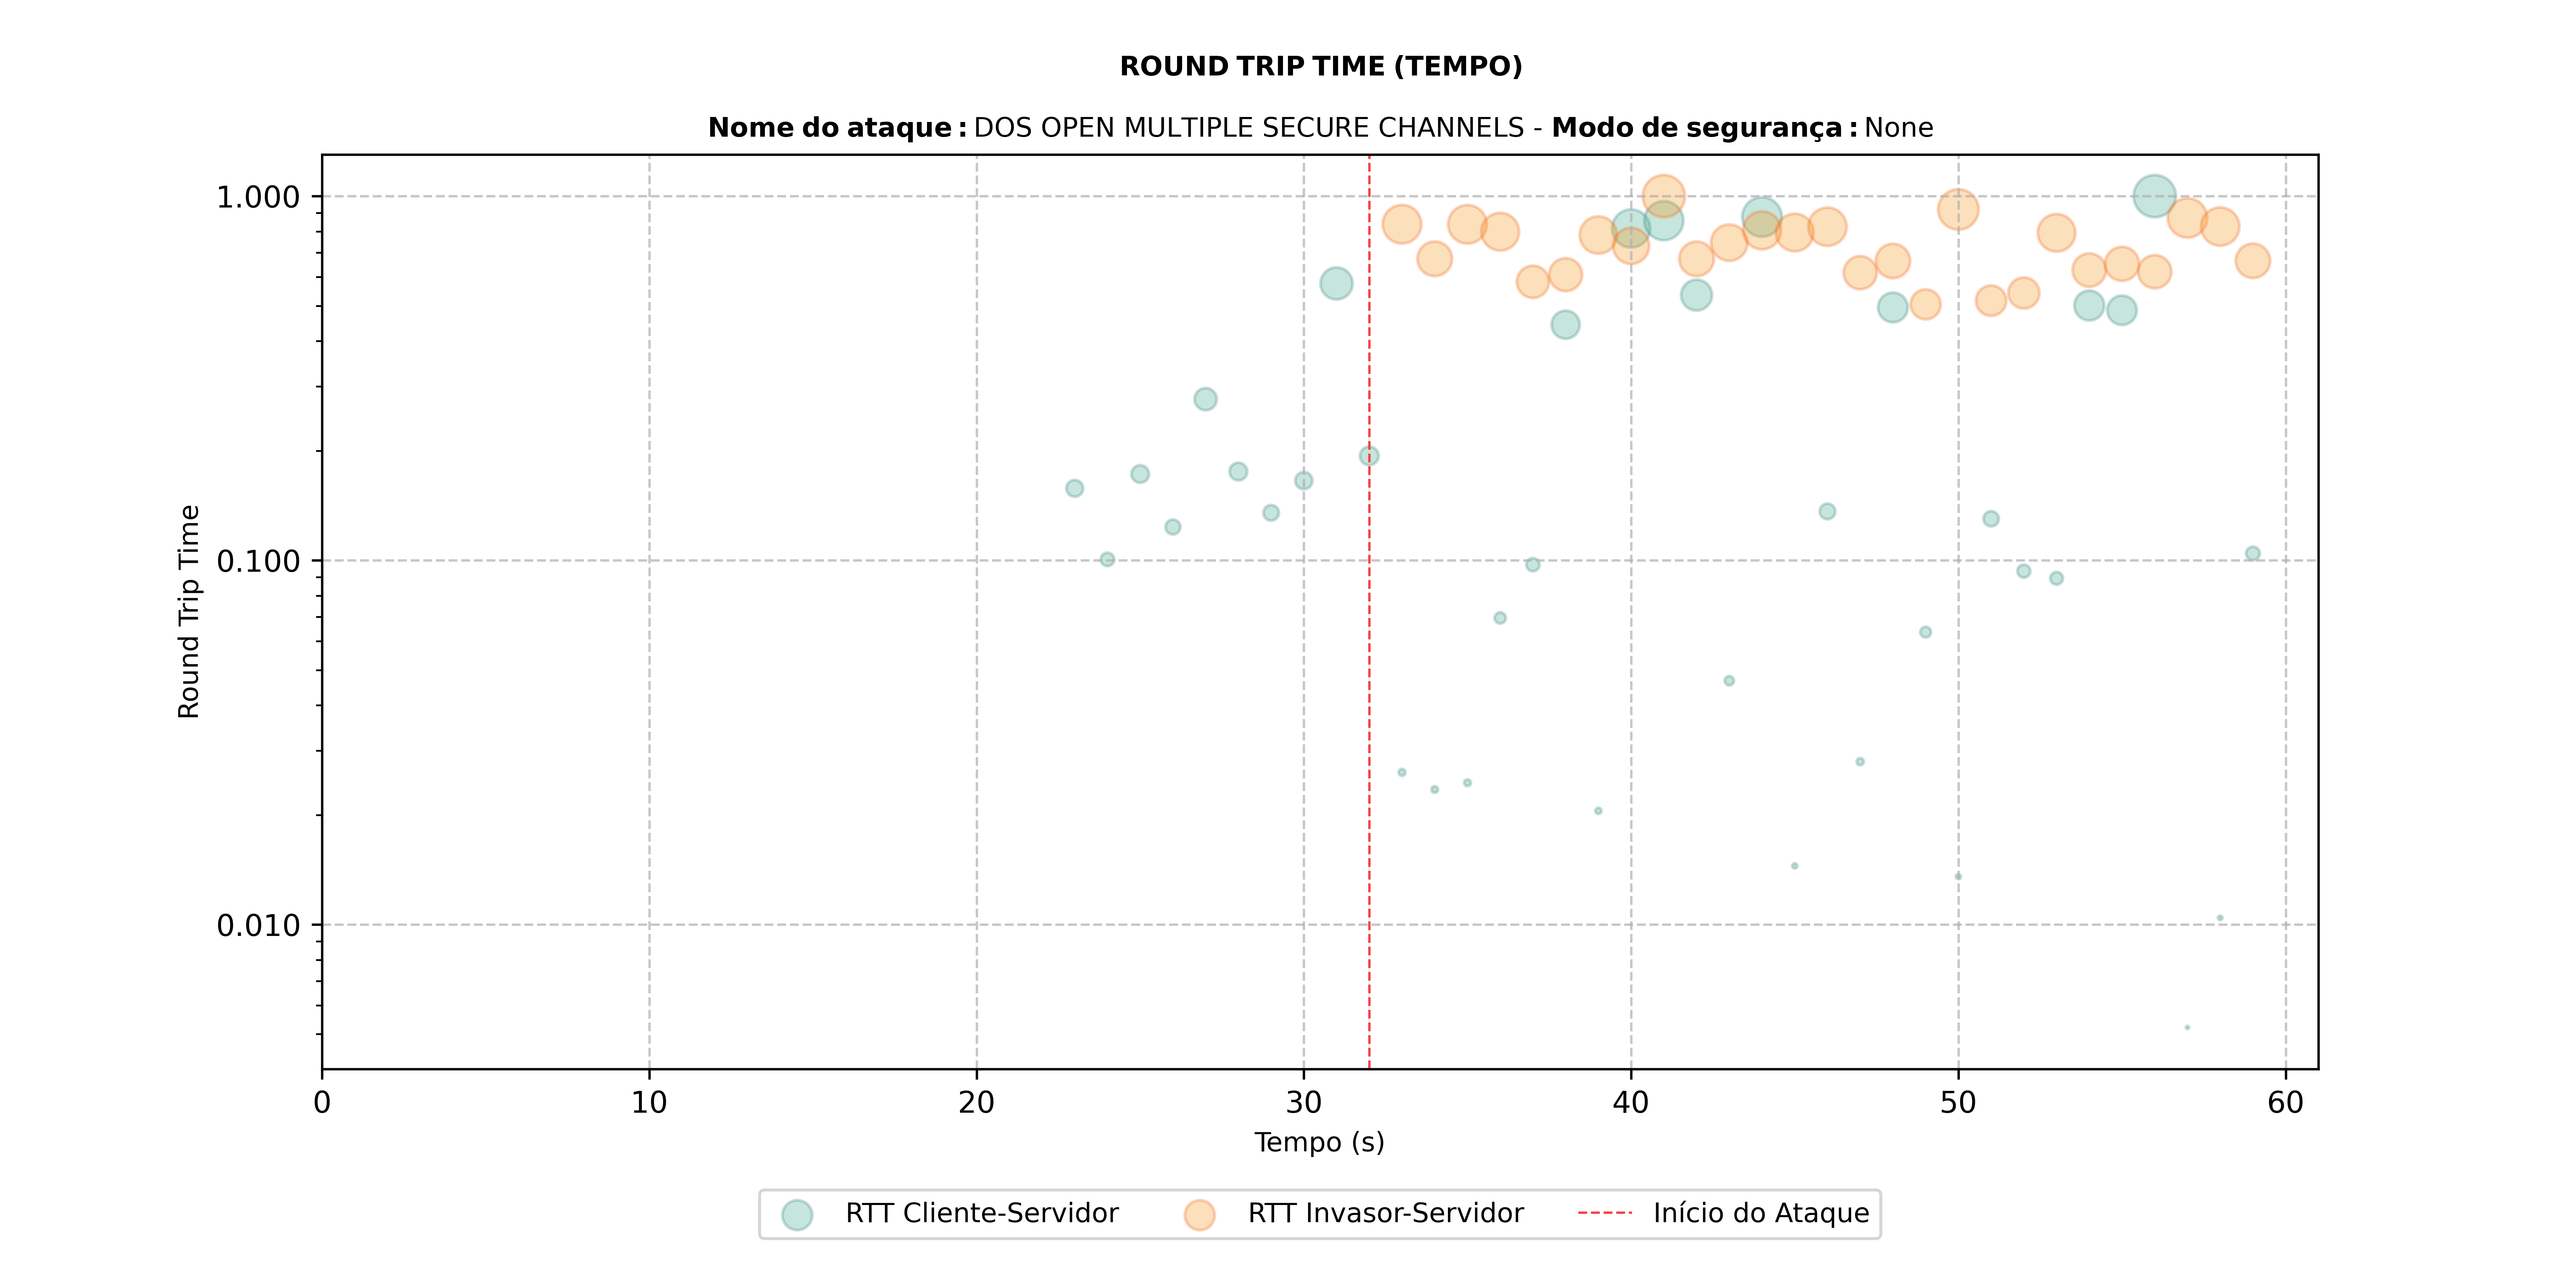 ROUND TRIP TIME (TEMPO)
Nome do ataque: DOS OPEN MULTIPLE SECURE CHANNELS - Modo de segurança: None
1.000
0.100
0.010
Round Trip Time
0 10 20 30 40 50 60
Tempo (s)
RTT Cliente-Servidor RTT Invasor-Servidor Início do Ataque